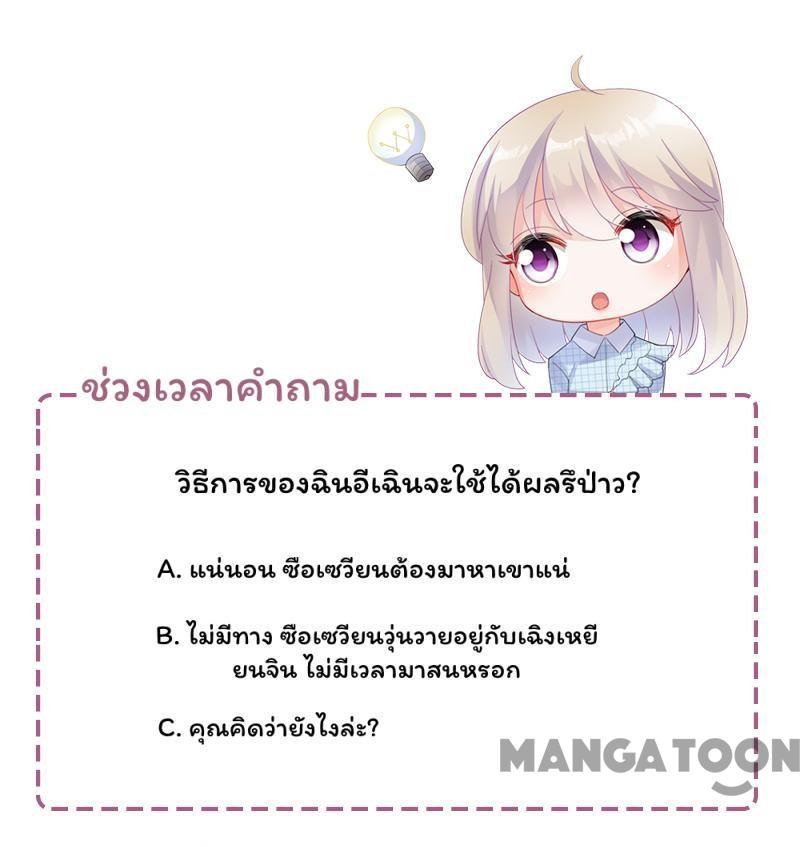 ช่วงเวลาคำถาม
วิธีการของฉินอีเฉินจะใช้ได้ผลรึป่าว?
A. แน่นอน ซือเซวียนต้องมาหาเขาแน่
B. ไม่มีทาง ซือเซวียนวุ่นวายอยู่กับเฉิงเหยี
ยนจิน ไม่มีเวลามาสนหรอก
C. คุณคิดว่ายังไงล่ะ?
MANGATOON